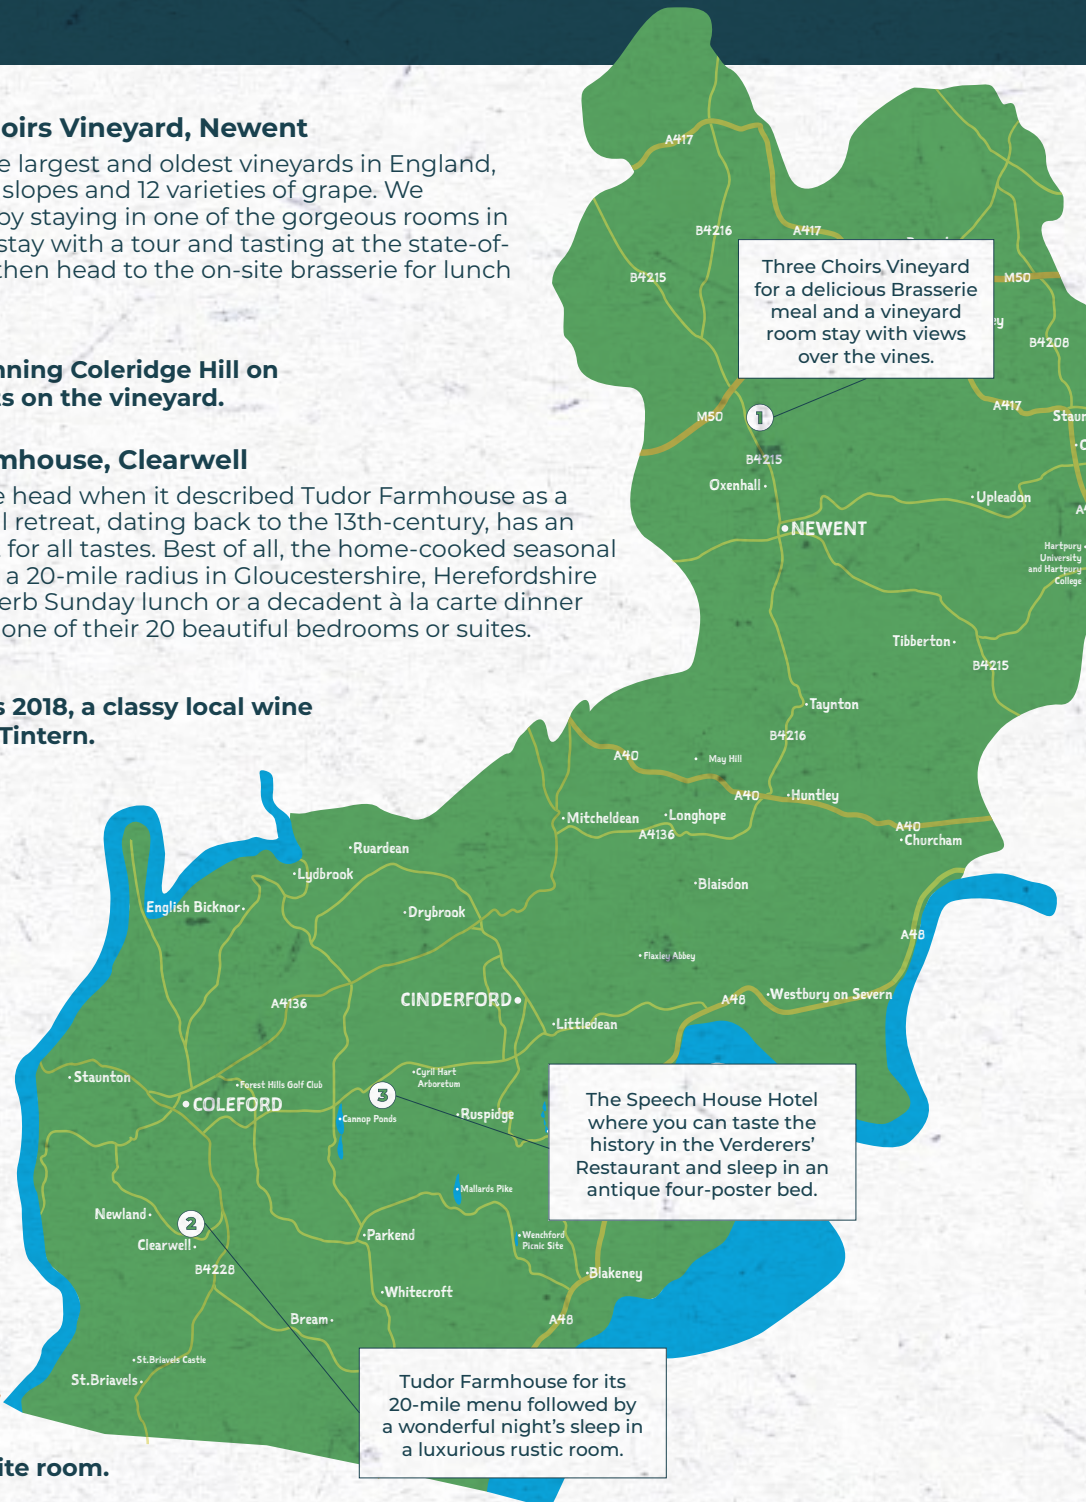 oirs Vineyard, Newent
e largest and oldest vineyards in England,
slopes and 12 varieties of grape. We
by staying in one of the gorgeous rooms in
stay with a tour and tasting at the state-of-
then head to the on-site brasserie for lunch
nning Coleridge Hill on
ts on the vineyard.
mhouse, Clearwell
e head when it described Tudor Farmhouse as a
l retreat, dating back to the 13th-century, has an
for all tastes. Best of all, the home-cooked seasonal
a 20-mile radius in Gloucestershire, Herefordshire
erb Sunday lunch or a decadent à la carte dinner
one of their 20 beautiful bedrooms or suites.
s 2018, a classy local wine
Tintern.
ite room.
A417
B4216
A417
B4215
M50
ey
B4208
Three Choirs Vineyard
for a delicious Brasserie
meal and a vineyard
room stay with views
over the vines.
A417
M50
1
Staun
B4215
Oxenhall
Upleadon
NEWENT
Hartpury
University
and Hartpury
College
Tibberton
B4215
Taynton
B4216
A40
May Hill
A40
Huntley
Mitcheldean
Longhope
A4136
A40
Churcham
Ruardean
Lydbrook
Blaisdon
English Bicknor
Drybrook
A48
Flaxley Abbey
A4136
CINDERFORD
A48
Westbury on Severn
Littledean
Staunton
Forest Hills Golf Club
Cyril Hart
Arboretum
COLEFORD
3
Cannop Ponds
Ruspidge
The Speech House Hotel
where you can taste the
history in the Verderers'
Restaurant and sleep in an
antique four-poster bed.
Mallards Pike
Newland
2
Clearwell
Parkend
Wenchford
Picnic Site
B4228
Blakeney
Whitecroft
Bream
A48
St.Briavels Castle
St.Briavels
Tudor Farmhouse for its
20-mile menu followed by
a wonderful night's sleep in
a luxurious rustic room.